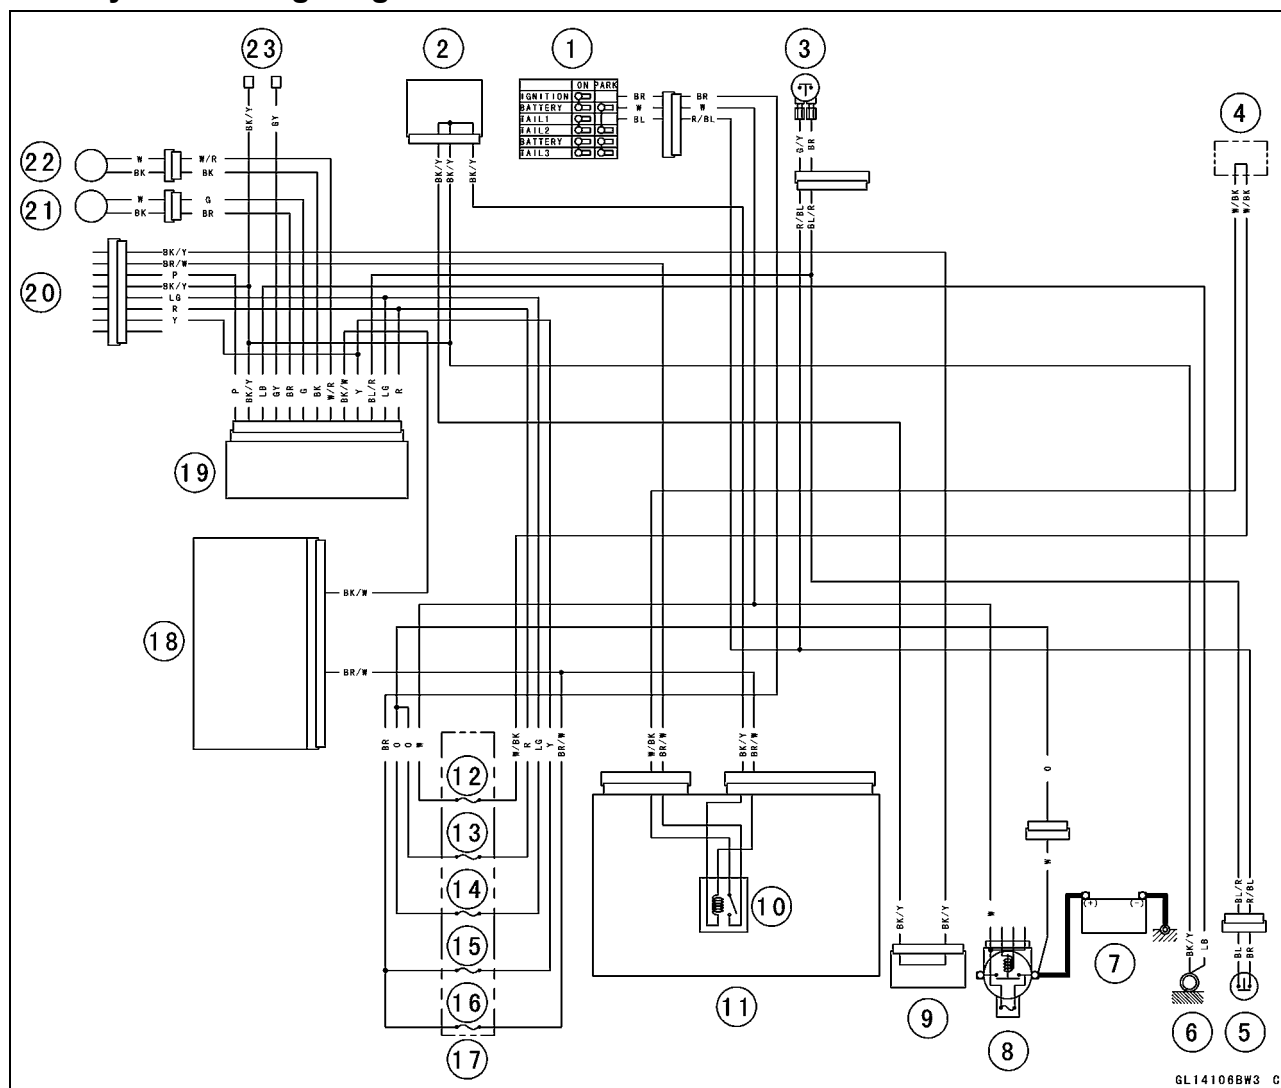 23
2
1
3
4
ON PARK
IGNITION
BATTERY
TAIL1
TAIL2
BATTERY
TAIL3
BR BR
W W
BL R/BL
BK/Y GY
BK/Y BK/Y BK/Y
G/Y BR
R/BL BL/R
W/BK W/BK
22 W W/R
BK BK
21 W G
BK BR
20
BK/Y
BR/W
P
BK/Y
LG
R
Y
P BK/Y LB GY BR G BK W/R BK/W Y BL/R LG R
19
18
BK/W
BR/W
BR O O W
W/BK R LG Y BR/W
W/BK BR/W BK/Y BR/W
O
W
12
13
14
15
16
17
10
11
BK/Y BK/Y
9
W
8
(+) (-)
7
BK/Y LB
6
BL/R R/BL
BL BR
5
GL14106BW3 C